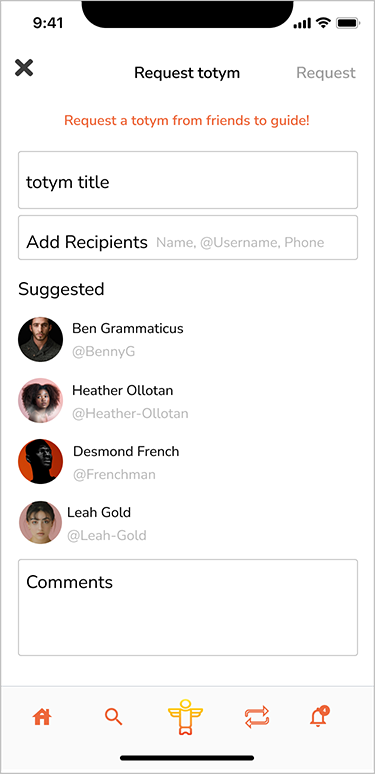 9:41
Request totym Request
Request a totym from friends to guide!
totym title
Add Recipients Name, @Username, Phone
Suggested
Ben Grammaticus
@BennyG
Heather Ollotan
@Heather-Ollotan
Desmond French
@Frenchman
Leah Gold
@Leah-Gold
Comments
4